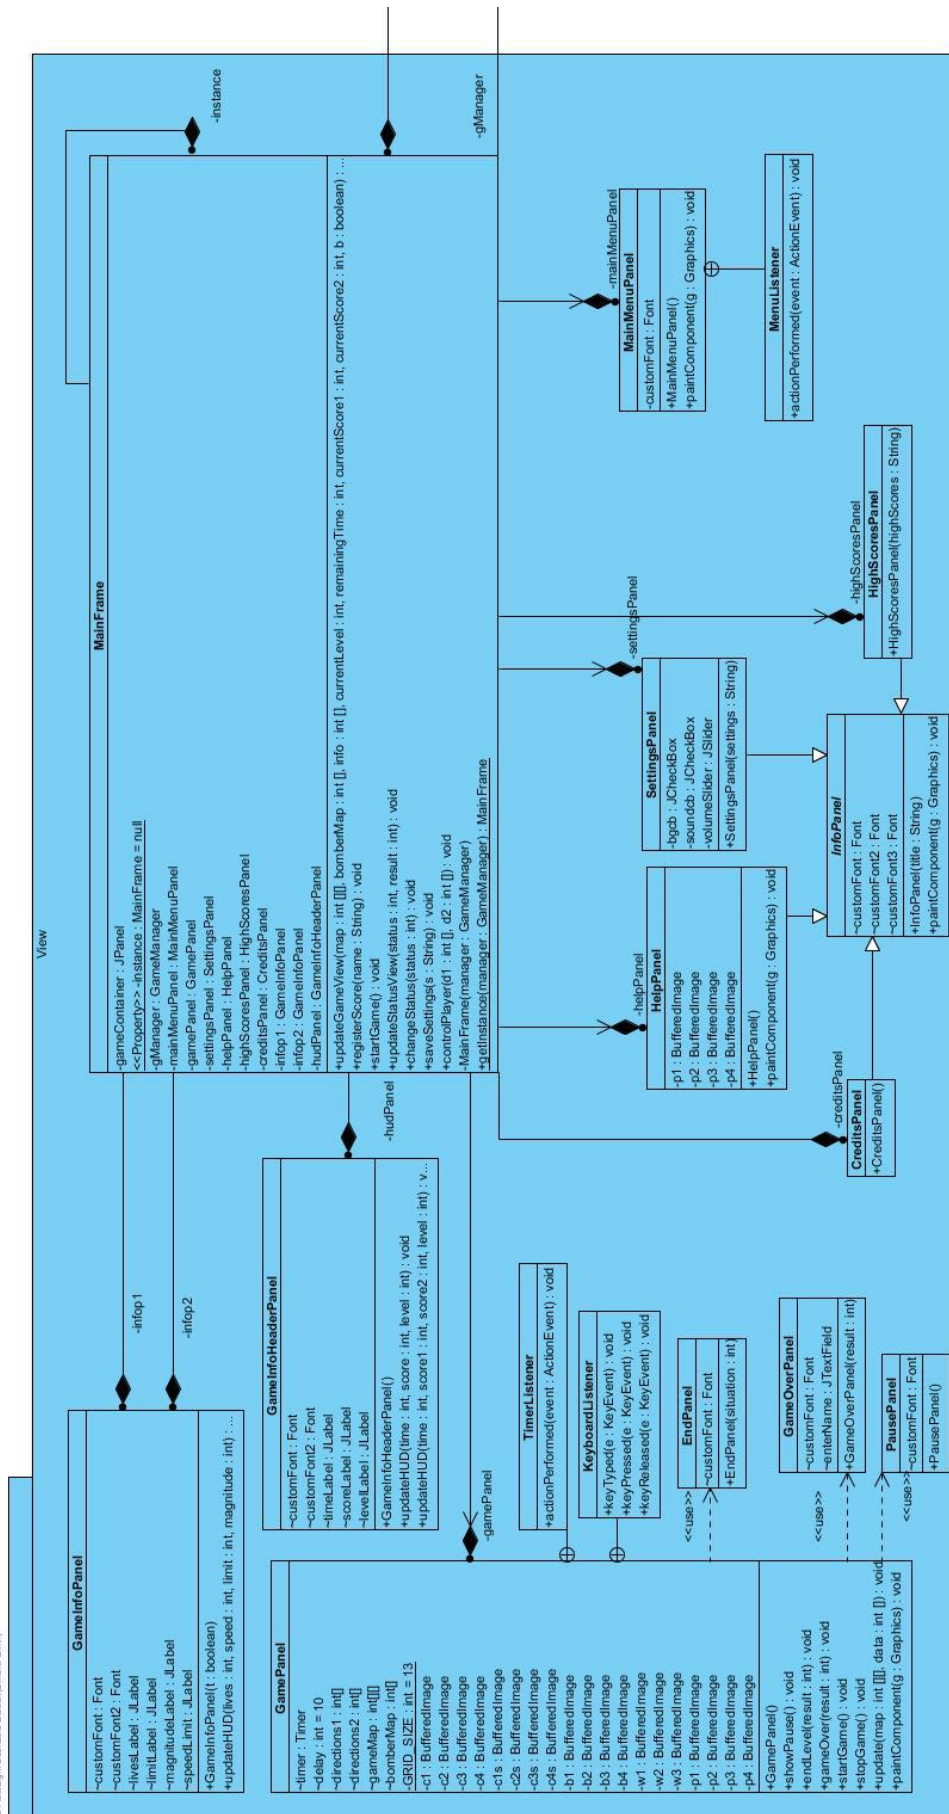 View
MainFrame
-gameContainer : JPanel
<<Property>> -instance : MainFrame = null
-gManager : GameManager
-mainMenuPanel : MainMenuPanel
-gamePanel : GamePanel
-settingsPanel : SettingsPanel
-helpPanel : HelpPanel
-highScoresPanel : HighScoresPanel
-creditsPanel : CreditsPanel
-infop1 : GameInfoPanel
-infop2 : GameInfoPanel
-hudPanel : GameInfoHeaderPanel
+updateGameView(map : int [][], bomberMap : int [], info : int [], currentLevel : int, remainingTime : int, currentScore1 : int, currentScore2 : int, b : boolean) : ...
+registerScore(name : String) : void
+startGame() : void
+updateStatusView(status : int, result : int) : void
+changeStatus(status : int) : void
+saveSettings(s : String) : void
+controlPlayer(d1 : int [], d2 : int []) : void
-MainFrame(manager : GameManager)
+getInstance(manager : GameManager) : MainFrame
-instance
-gManager
-infop1
-infop2
-hudPanel
-gamePanel
-creditsPanel
-helpPanel
-settingsPanel
-highScoresPanel
-mainMenuPanel
GameInfoPanel
~customFont : Font
~customFont2 : Font
~livesLabel : JLabel
~limitLabel : JLabel
~magnitudeLabel : JLabel
~speedLimit : JLabel
+GameInfoPanel(t : boolean)
+updateHUD(lives : int, speed : int, limit : int, magnitude : int) : ...
GameInfoHeaderPanel
~customFont : Font
~customFont2 : Font
~timeLabel : JLabel
~scoreLabel : JLabel
~levelLabel : JLabel
+GameInfoHeaderPanel()
+updateHUD(time : int, score : int, level : int) : void
+updateHUD(time : int, score1 : int, score2 : int, level : int) : v...
GamePanel
-timer : Timer
~delay : int = 10
~directions1 : int[]
~directions2 : int[]
~gameMap : int[][]
~bomberMap : int[]
-GRID_SIZE : int = 13
-c1 : BufferedImage
-c2 : BufferedImage
-c3 : BufferedImage
-c4 : BufferedImage
-c1s : BufferedImage
-c2s : BufferedImage
-c3s : BufferedImage
-c4s : BufferedImage
-b1 : BufferedImage
-b2 : BufferedImage
-b3 : BufferedImage
-b4 : BufferedImage
-w1 : BufferedImage
-w2 : BufferedImage
-w3 : BufferedImage
-p1 : BufferedImage
-p2 : BufferedImage
-p3 : BufferedImage
-p4 : BufferedImage
+GamePanel()
+showPause() : void
+endLevel(result : int) : void
+gameOver(result : int) : void
+startGame() : void
+stopGame() : void
+update(map : int [][], data : int []) : void
+paintComponent(g : Graphics) : void
TimerListener
+actionPerformed(event : ActionEvent) : void
KeyboardListener
+keyTyped(e : KeyEvent) : void
+keyPressed(e : KeyEvent) : void
+keyReleased(e : KeyEvent) : void
<<use>>
EndPanel
~customFont : Font
+EndPanel(situation : int)
<<use>>
GameOverPanel
~customFont : Font
~enterName : JTextField
+GameOverPanel(result : int)
<<use>>
PausePanel
~customFont : Font
+PausePanel()
CreditsPanel
+CreditsPanel()
HelpPanel
-p1 : BufferedImage
-p2 : BufferedImage
-p3 : BufferedImage
-p4 : BufferedImage
+HelpPanel()
+paintComponent(g : Graphics) : void
SettingsPanel
-bgcb : JCheckBox
-soundcb : JCheckBox
-volumeSlider : JSlider
+SettingsPanel(settings : String)
InfoPanel
~customFont : Font
~customFont2 : Font
~customFont3 : Font
+InfoPanel(title : String)
+paintComponent(g : Graphics) : void
HighScoresPanel
+HighScoresPanel(highScores : String)
MainMenuPanel
-customFont : Font
+MainMenuPanel()
+paintComponent(g : Graphics) : void
MenuListener
+actionPerformed(event : ActionEvent) : void